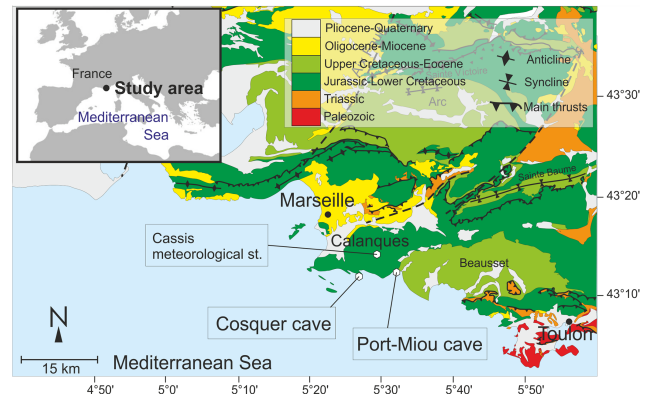 France
Study area
Mediterranean
Sea
Pliocene-Quaternary
Oligocene-Miocene
Upper Cretaceous-Eocene
Jurassic-Lower Cretaceous
Triassic
Paleozoic
Anticline
Syncline
Main thrusts
Arc
43°30'
Sainte Baume
43°20'
Marseille
Cassis
meteorological st.
Calanques
Beausset
43°10'
Cosquer cave
Port-Miou cave
Toulon
N
15 km
Mediterranean Sea
4°50'
5°0'
5°10'
5°20'
5°30'
5°40'
5°50'